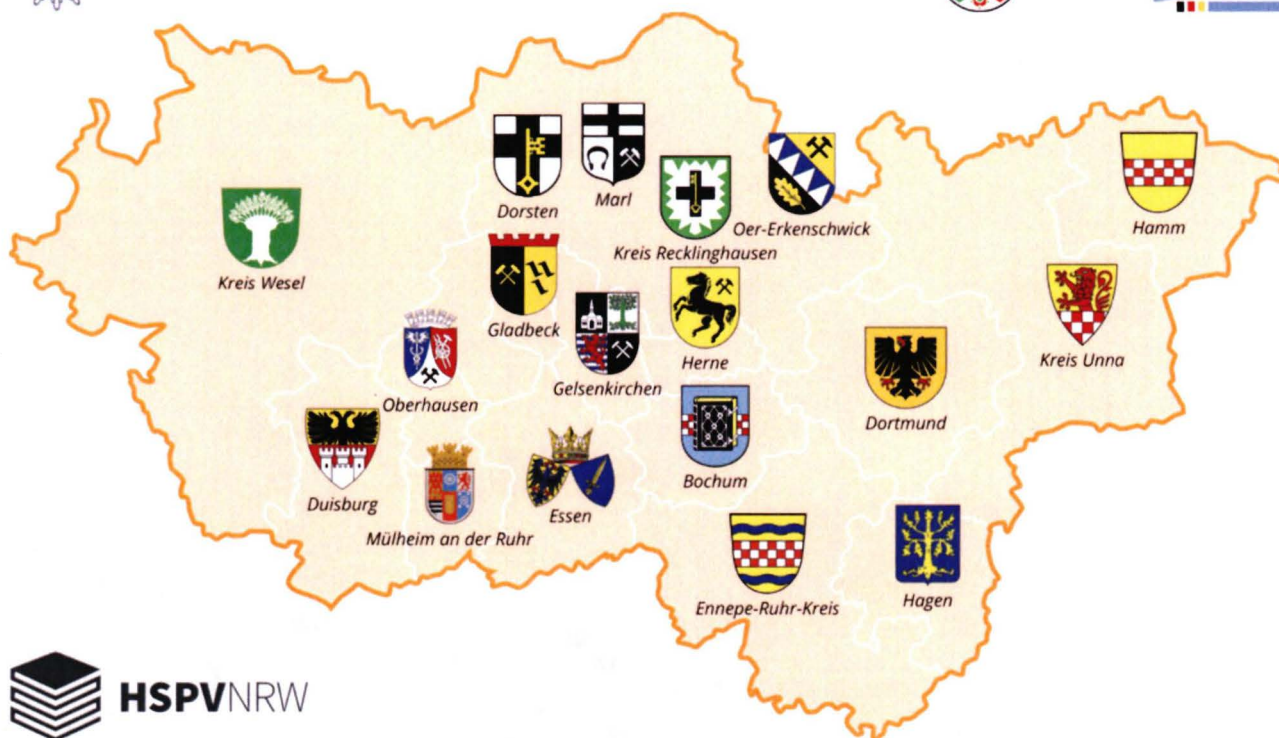 Dorsten
Marl
Kreis Recklinghausen
Oer-Erkenschwick
Hamm
Kreis Wesel
Gladbeck
Gelsenkirchen
Herne
Kreis Unna
Oberhausen
Dortmund
Duisburg
Mülheim an der Ruhr
Essen
Bochum
Ennepe-Ruhr-Kreis
Hagen
HSPVNRW